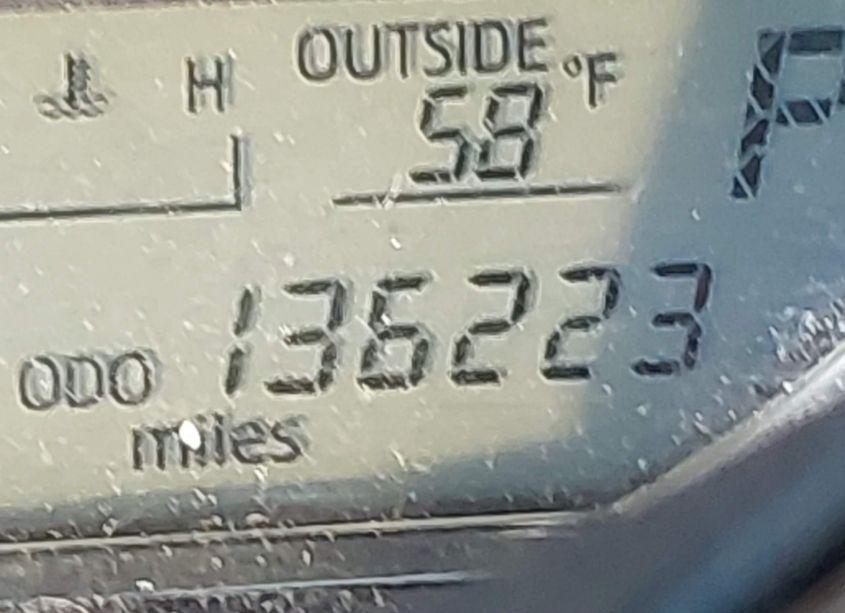 H OUTSIDE °F P
58
ODO 136223
miles